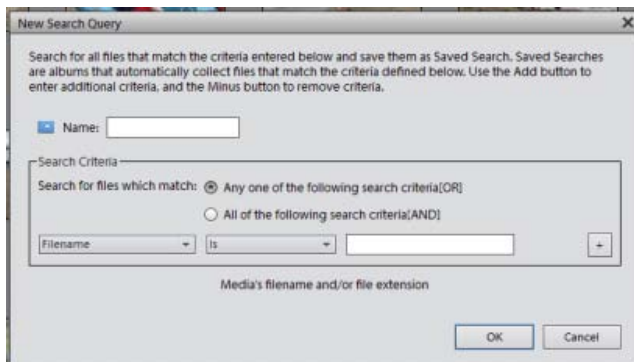 New Search Query
Search for all files that match the criteria entered below and save them as Saved Search. Saved Searches
are albums that automatically collect files that match the criteria defined below. Use the Add button to
enter additional criteria, and the Minus button to remove criteria.
Name:
Search Criteria
Search for files which match: Any one of the following search criteria[OR]
All of the following search criteria[AND]
Filename Is +
Media's filename and/or file extension
OK Cancel